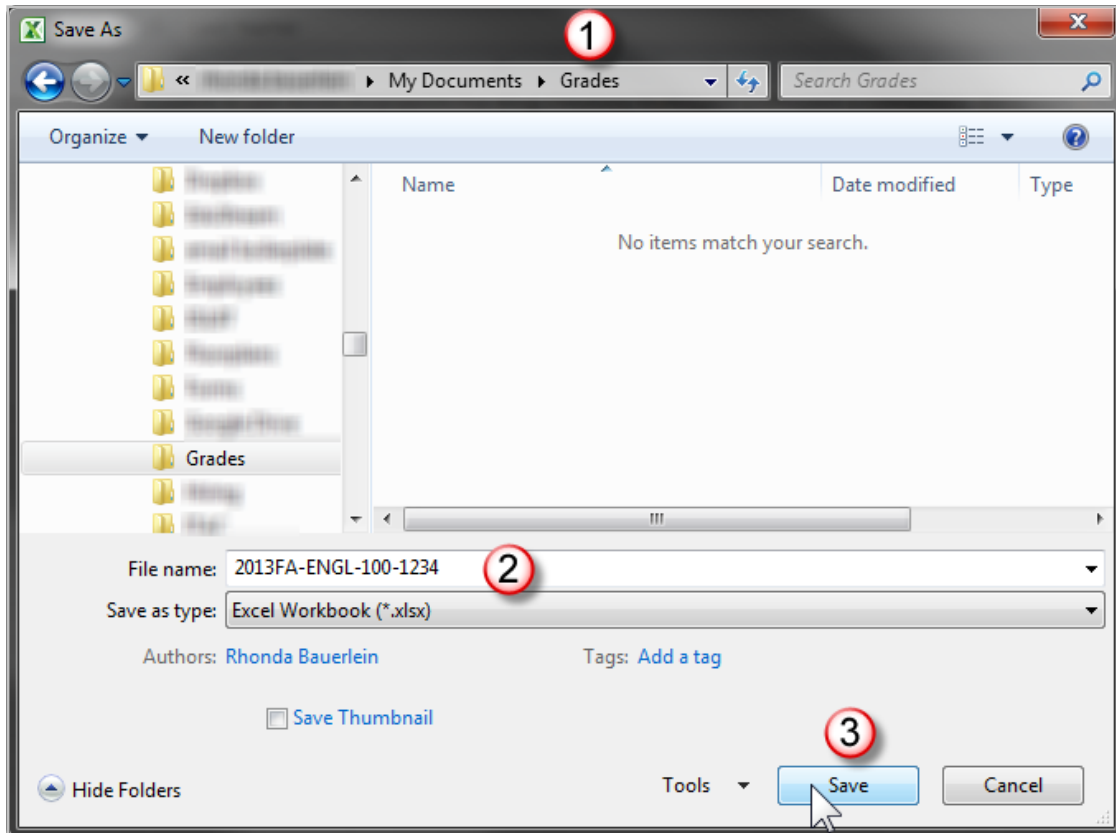 Save As
1
« My Documents Grades Search Grades
Organize New folder
Name Date modified Type
No items match your search.
Grades
File name: 2013FA-ENGL-100-1234 2
Save as type: Excel Workbook (*.xlsx)
Authors: Rhonda Bauerlein Tags: Add a tag
Save Thumbnail
3
Hide Folders Tools Save Cancel